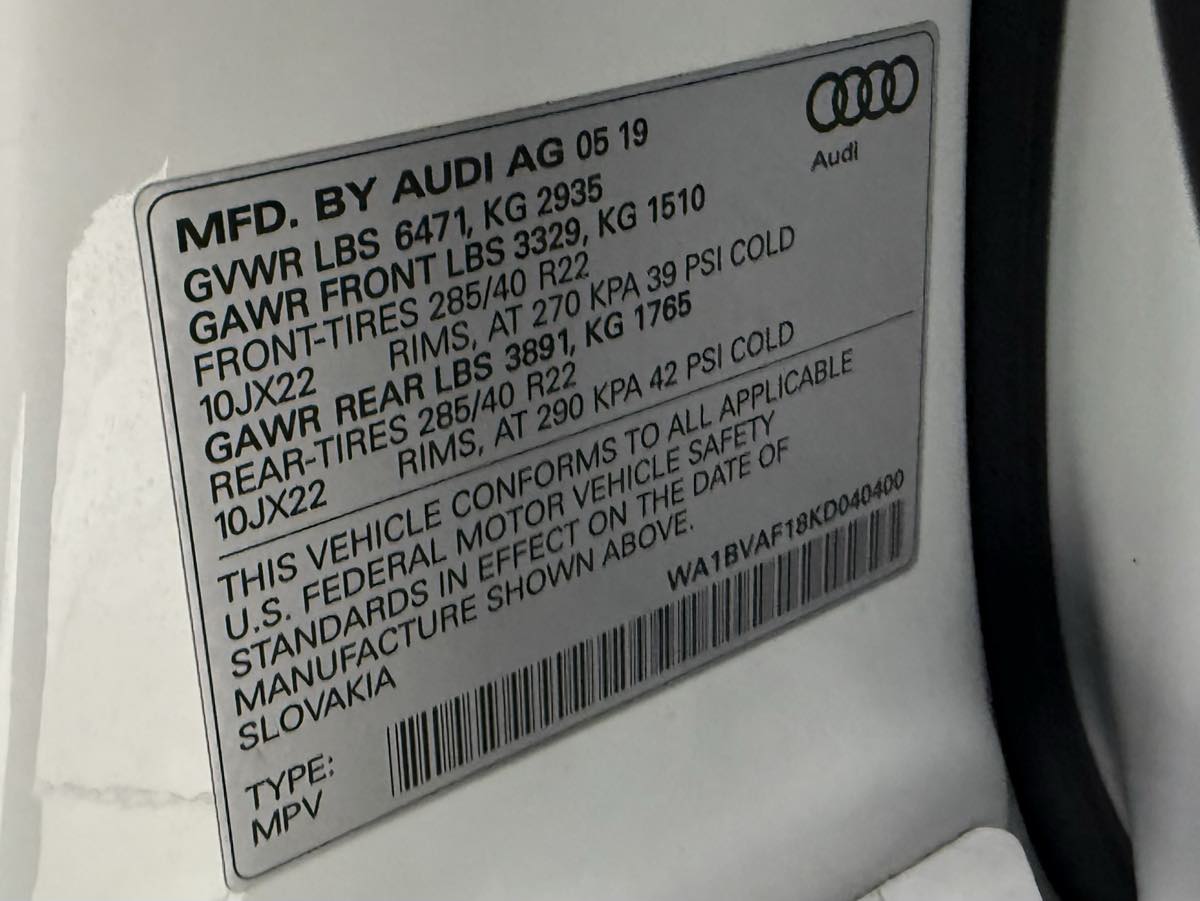 Audi
MFD. BY AUDI AG 05 19
GVWR LBS 6471, KG 2935
GAWR FRONT LBS 3329, KG 1510
FRONT-TIRES 285/40 R22
10JX22 RIMS, AT 270 KPA 39 PSI COLD
GAWR REAR LBS 3891, KG 1765
REAR-TIRES 285/40 R22
10JX22 RIMS, AT 290 KPA 42 PSI COLD
THIS VEHICLE CONFORMS TO ALL APPLICABLE
U.S. FEDERAL MOTOR VEHICLE SAFETY
STANDARDS IN EFFECT ON THE DATE OF
MANUFACTURE SHOWN ABOVE.
SLOVAKIA
WA1BVAF18KD040400
TYPE:
MPV